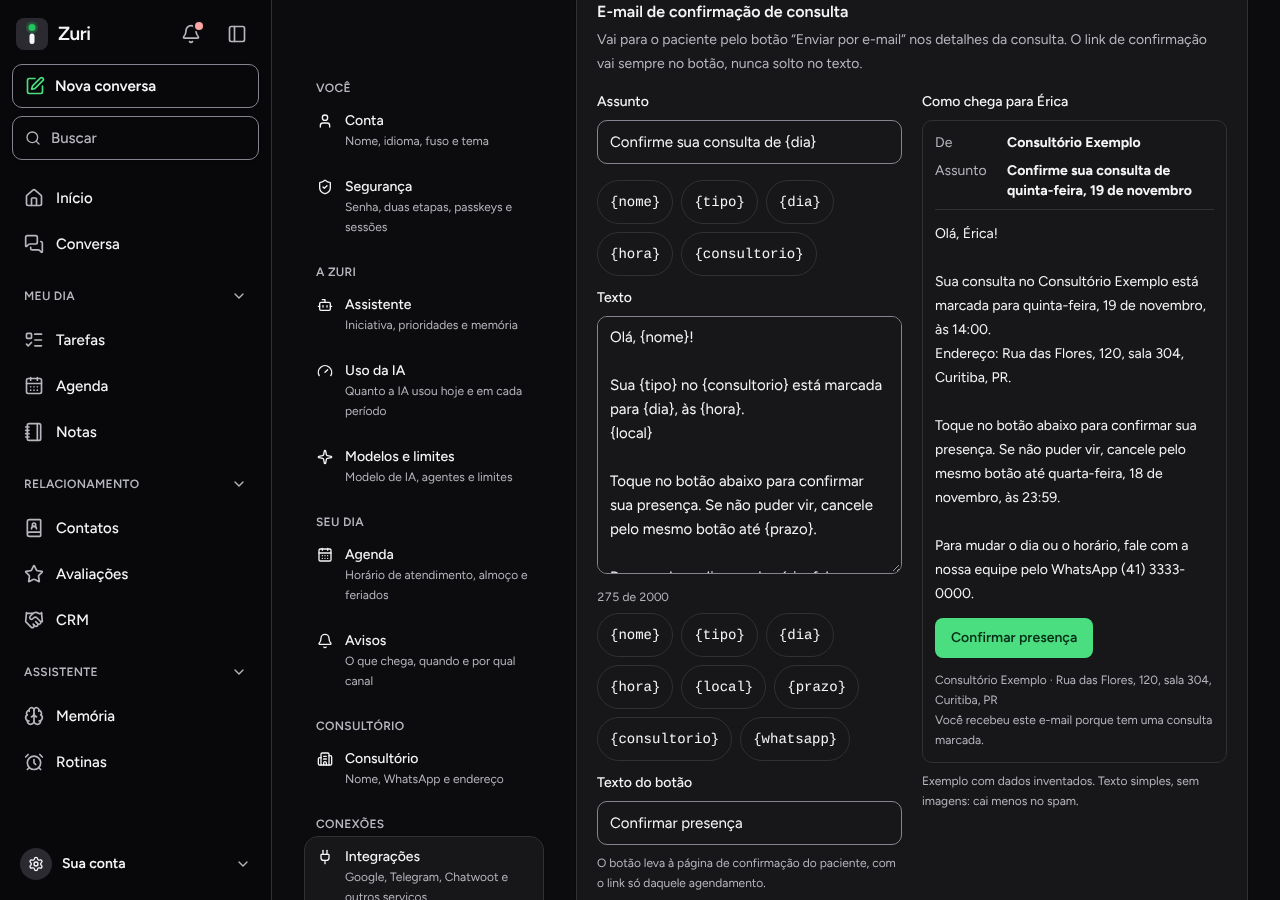 Zuri
Nova conversa
Buscar
Início
Conversa
MEU DIA
Tarefas
Agenda
Notas
RELACIONAMENTO
Contatos
Avaliações
CRM
ASSISTENTE
Memória
Rotinas
Sua conta
VOCÊ
Conta
Nome, idioma, fuso e tema
Segurança
Senha, duas etapas, passkeys e
sessões
A ZURI
Assistente
Iniciativa, prioridades e memória
Uso da IA
Quanto a IA usou hoje e em cada
período
Modelos e limites
Modelo de IA, agentes e limites
SEU DIA
Agenda
Horário de atendimento, almoço e
feriados
Avisos
O que chega, quando e por qual
canal
CONSULTÓRIO
Consultório
Nome, WhatsApp e endereço
CONEXÕES
Integrações
Google, Telegram, Chatwoot e
outros serviços
E-mail de confirmação de consulta
Vai para o paciente pelo botão “Enviar por e-mail” nos detalhes da consulta. O link de confirmação
vai sempre no botão, nunca solto no texto.
Assunto
Confirme sua consulta de {dia}
{nome} {tipo} {dia}
{hora} {consultorio}
Texto
Olá, {nome}!
Sua {tipo} no {consultorio} está marcada
para {dia}, às {hora}.
{local}
Toque no botão abaixo para confirmar
sua presença. Se não puder vir, cancele
pelo mesmo botão até {prazo}.
275 de 2000
{nome} {tipo} {dia}
{hora} {local} {prazo}
{consultorio} {whatsapp}
Texto do botão
Confirmar presença
O botão leva à página de confirmação do paciente, com
o link só daquele agendamento.
Como chega para Érica
De Consultório Exemplo
Assunto Confirme sua consulta de
quinta-feira, 19 de novembro
Olá, Érica!
Sua consulta no Consultório Exemplo está
marcada para quinta-feira, 19 de novembro,
às 14:00.
Endereço: Rua das Flores, 120, sala 304,
Curitiba, PR.
Toque no botão abaixo para confirmar sua
presença. Se não puder vir, cancele pelo
mesmo botão até quarta-feira, 18 de
novembro, às 23:59.
Para mudar o dia ou o horário, fale com a
nossa equipe pelo WhatsApp (41) 3333-
0000.
Confirmar presença
Consultório Exemplo · Rua das Flores, 120, sala 304,
Curitiba, PR
Você recebeu este e-mail porque tem uma consulta
marcada.
Exemplo com dados inventados. Texto simples, sem
imagens: cai menos no spam.